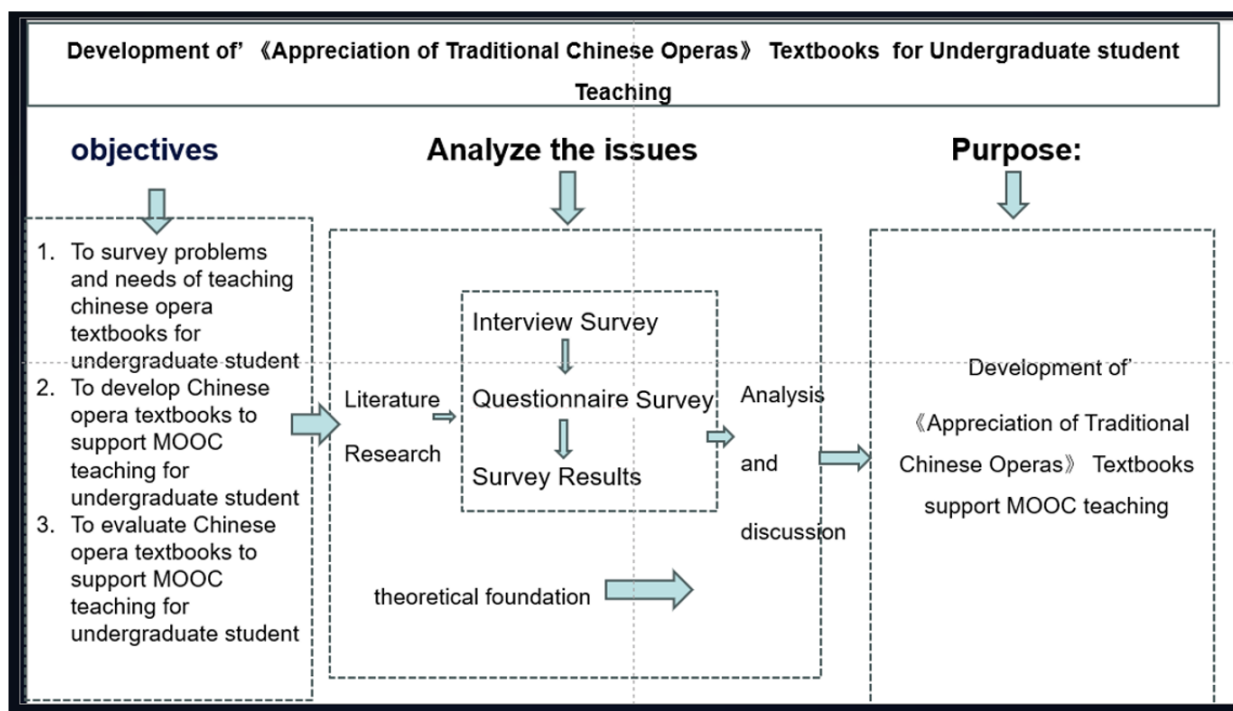 Development of’ 《Appreciation of Traditional Chinese Operas》 Textbooks for Undergraduate student
Teaching
objectives
Analyze the issues
Purpose:
1. To survey problems
and needs of teaching
chinese opera
textbooks for
undergraduate student
2. To develop Chinese
opera textbooks to
support MOOC
teaching for
undergraduate student
3. To evaluate Chinese
opera textbooks to
support MOOC
teaching for
undergraduate student
Literature
Research
Interview Survey
Questionnaire Survey
Survey Results
Analysis
and
discussion
theoretical foundation
Development of’
《Appreciation of Traditional
Chinese Operas》 Textbooks
support MOOC teaching